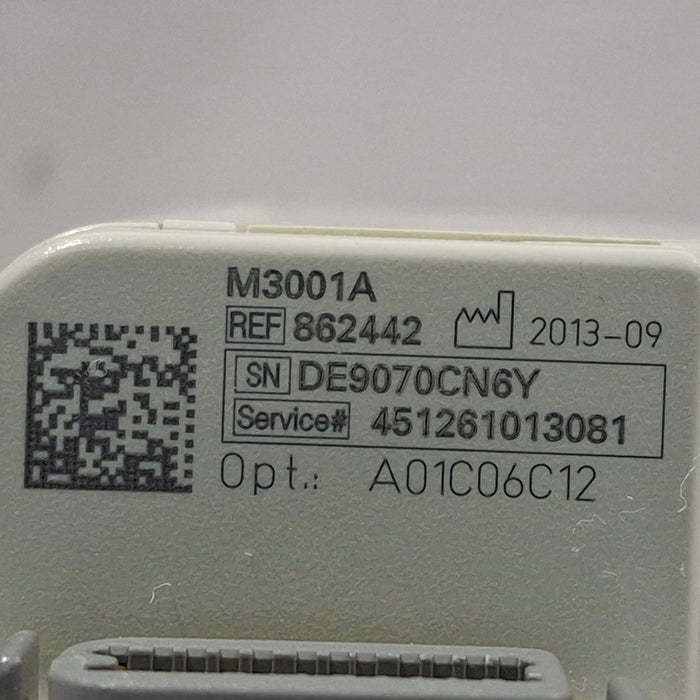 M3001A
REF 862442 2013-09
SN DE9070CN6Y
Service# 451261013081
Opt.: A01C06C12